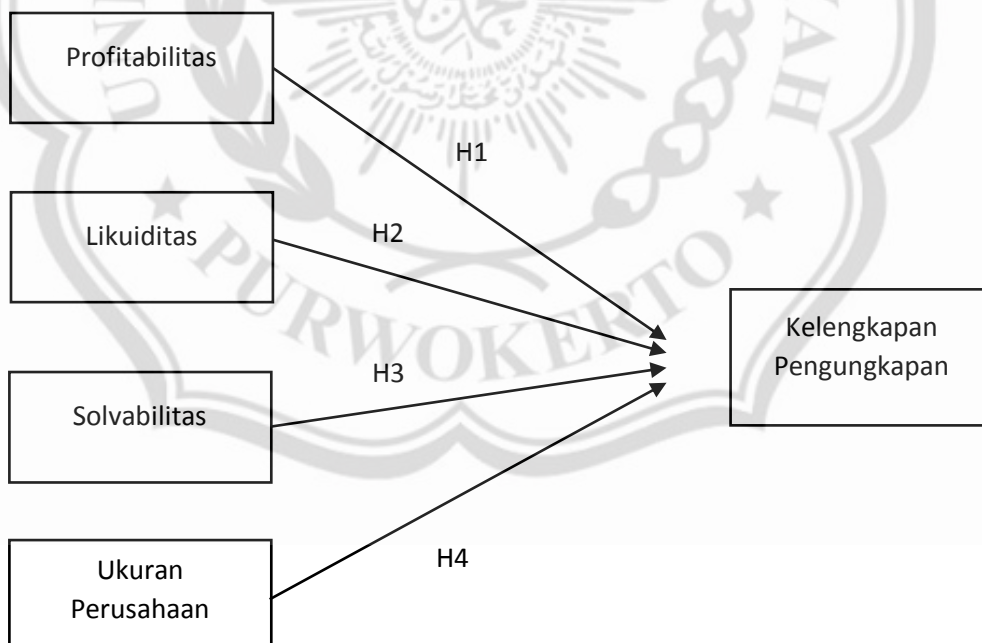 Profitabilitas
H1
Likuiditas
H2
Kelengkapan
Pengungkapan
Solvabilitas
H3
Ukuran
Perusahaan
H4
PURWOKERTO